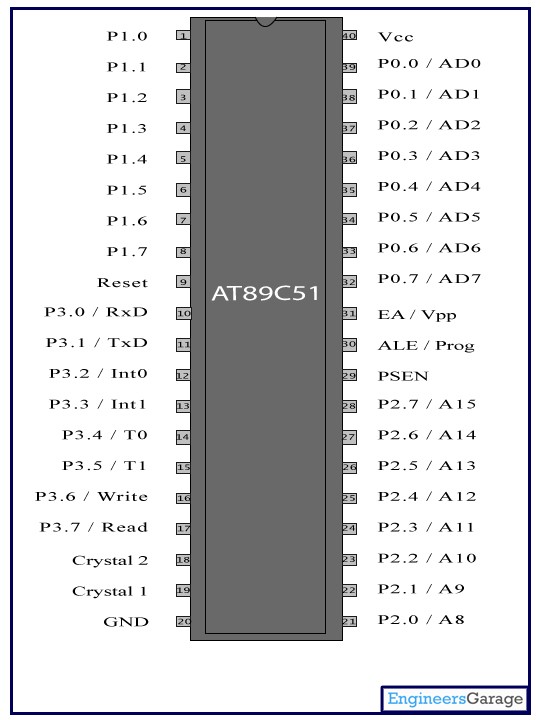 P1.0 1 40 Vcc
P1.1 2 39 P0.0 / AD0
P1.2 3 38 P0.1 / AD1
P1.3 4 37 P0.2 / AD2
P1.4 5 36 P0.3 / AD3
P1.5 6 35 P0.4 / AD4
P1.6 7 34 P0.5 / AD5
P1.7 8 33 P0.6 / AD6
Reset 9 32 P0.7 / AD7
AT89C51
P3.0 / RxD 10 31 EA / Vpp
P3.1 / TxD 11 30 ALE / Prog
P3.2 / Int0 12 29 PSEN
P3.3 / Int1 13 28 P2.7 / A15
P3.4 / T0 14 27 P2.6 / A14
P3.5 / T1 15 26 P2.5 / A13
P3.6 / Write 16 25 P2.4 / A12
P3.7 / Read 17 24 P2.3 / A11
Crystal 2 18 23 P2.2 / A10
Crystal 1 19 22 P2.1 / A9
GND 20 21 P2.0 / A8
EngineersGarage